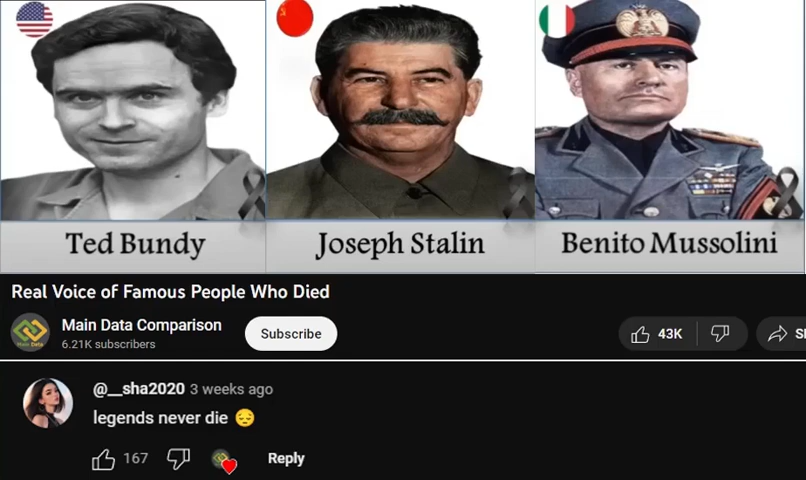 Ted Bundy
Joseph Stalin
Benito Mussolini
Real Voice of Famous People Who Died
Main Data Comparison
6.21K subscribers
Subscribe
43K
@__sha2020 3 weeks ago
legends never die 😔
167
Reply